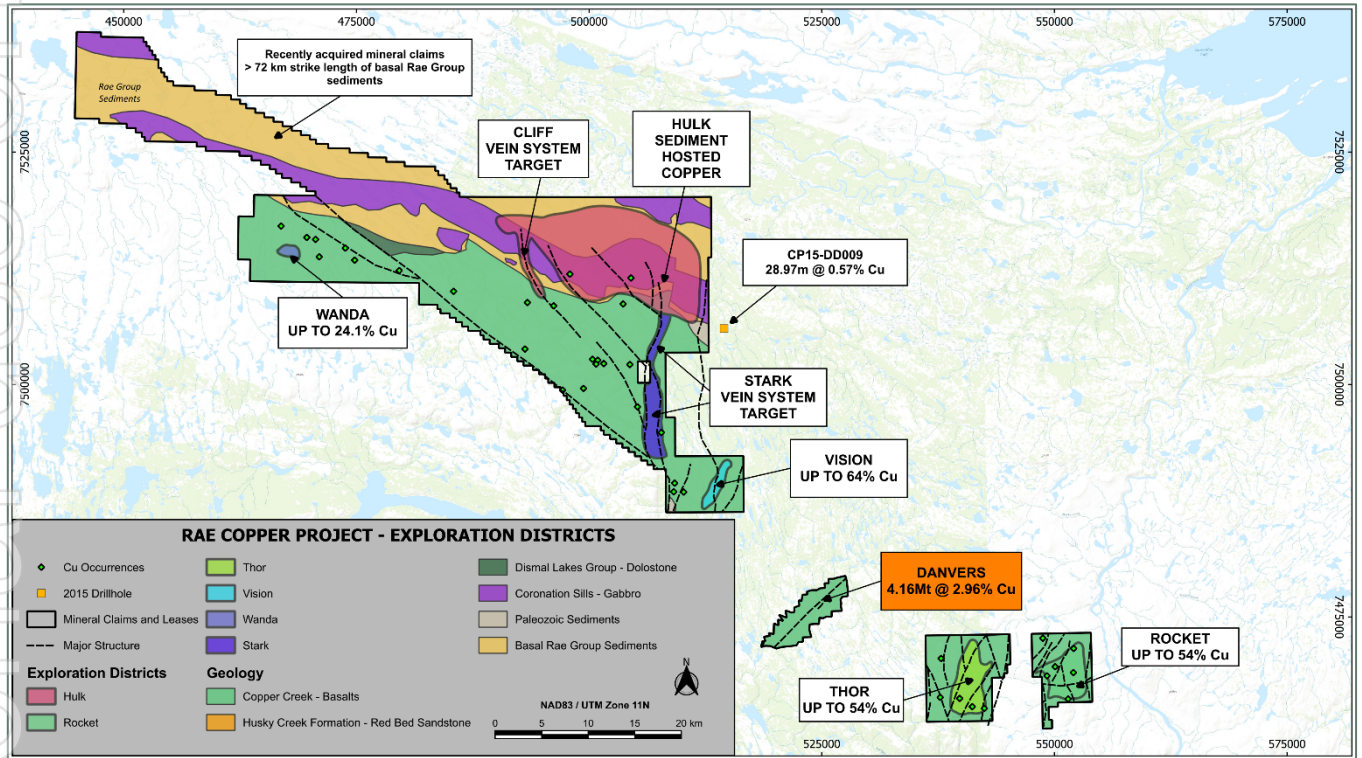 450000
475000
500000
525000
550000
575000
Recently acquired mineral claims
> 72 km strike length of basal Rae Group
sediments
Rae Group
Sediments
CLIFF
VEIN SYSTEM
TARGET
HULK
SEDIMENT
HOSTED
COPPER
7525000
7525000
CP15-DD009
28.97m @ 0.57% Cu
WANDA
UP TO 24.1% Cu
7500000
7500000
STARK
VEIN SYSTEM
TARGET
VISION
UP TO 64% Cu
DANVERS
4.16Mt @ 2.96% Cu
7475000
ROCKET
UP TO 54% Cu
THOR
UP TO 54% Cu
525000
550000
575000
RAE COPPER PROJECT - EXPLORATION DISTRICTS
Cu Occurrences
2015 Drillhole
Mineral Claims and Leases
Major Structure
Exploration Districts
Hulk
Rocket
Thor
Vision
Wanda
Stark
Geology
Copper Creek - Basalts
Husky Creek Formation - Red Bed Sandstone
Dismal Lakes Group - Dolostone
Coronation Sills - Gabbro
Paleozoic Sediments
Basal Rae Group Sediments
N
NAD83 / UTM Zone 11N
0 5 10 20 km